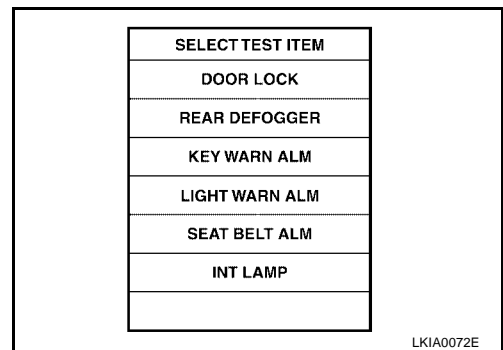 SELECT TEST ITEM
DOOR LOCK
REAR DEFOGGER
KEY WARN ALM
LIGHT WARN ALM
SEAT BELT ALM
INT LAMP
LKIA0072E